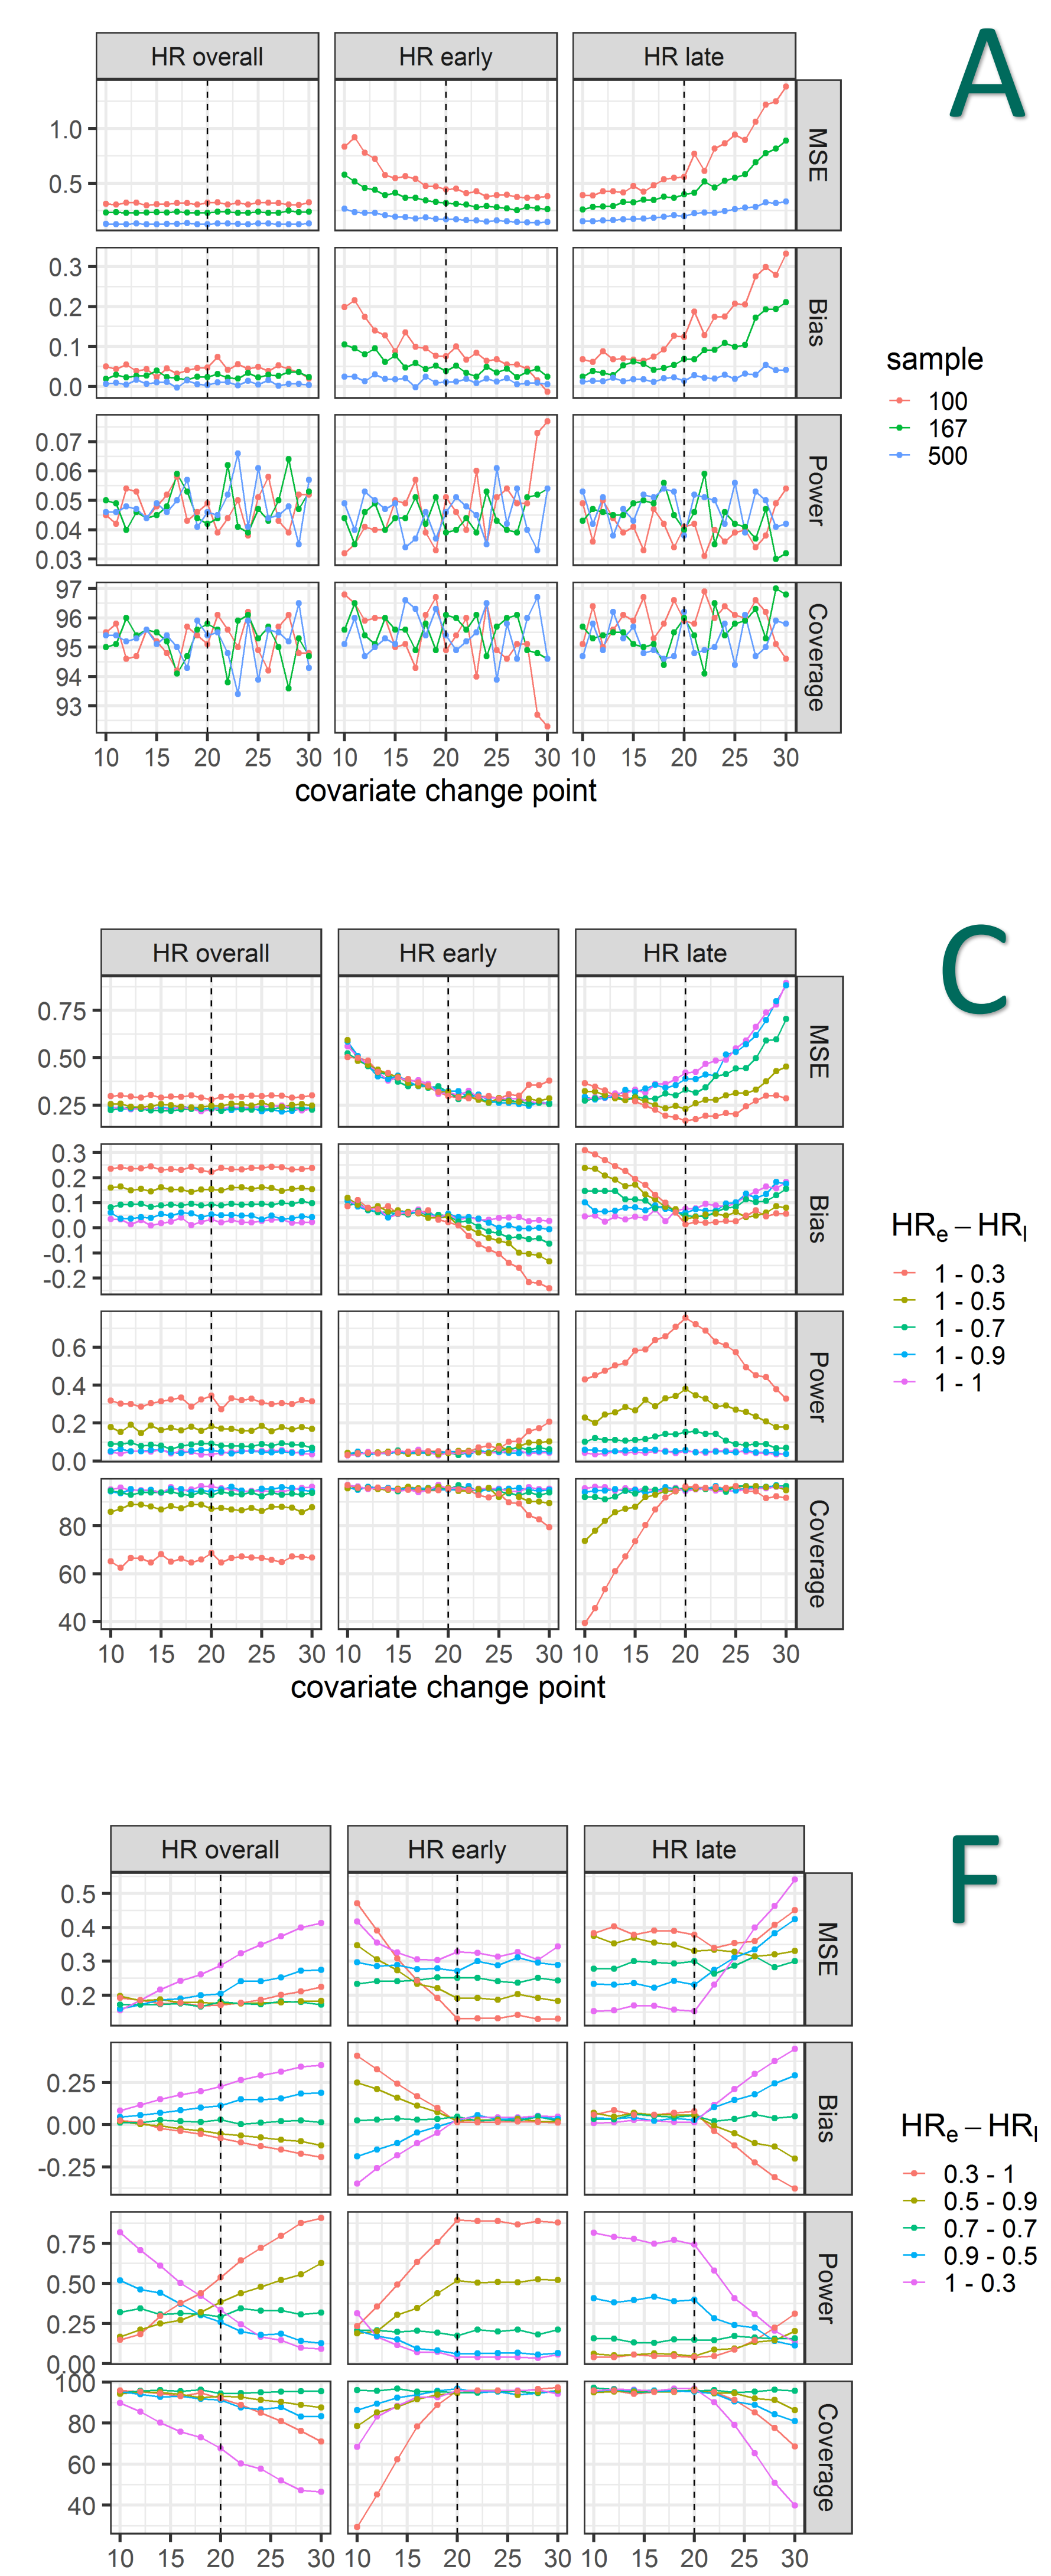 A
HR overall HR early HR late
1.0
0.5
MSE
0.3
0.2
0.1
0.0
Bias
0.07
0.06
0.05
0.04
0.03
Power
97
96
95
94
93
Coverage
10 15 20 25 30 10 15 20 25 30 10 15 20 25 30
covariate change point
sample
100
167
500
C
HR overall HR early HR late
0.75
0.50
0.25
MSE
0.3
0.2
0.1
0.0
-0.1
-0.2
Bias
0.6
0.4
0.2
0.0
Power
80
60
40
Coverage
10 15 20 25 30 10 15 20 25 30 10 15 20 25 30
covariate change point
HRe – HRl
1 - 0.3
1 - 0.5
1 - 0.7
1 - 0.9
1 - 1
F
HR overall HR early HR late
0.5
0.4
0.3
0.2
MSE
0.25
0.00
-0.25
Bias
0.75
0.50
0.25
0.00
Power
100
80
60
40
Coverage
10 15 20 25 30 10 15 20 25 30 10 15 20 25 30
HRe – HRl
0.3 - 1
0.5 - 0.9
0.7 - 0.7
0.9 - 0.5
1 - 0.3